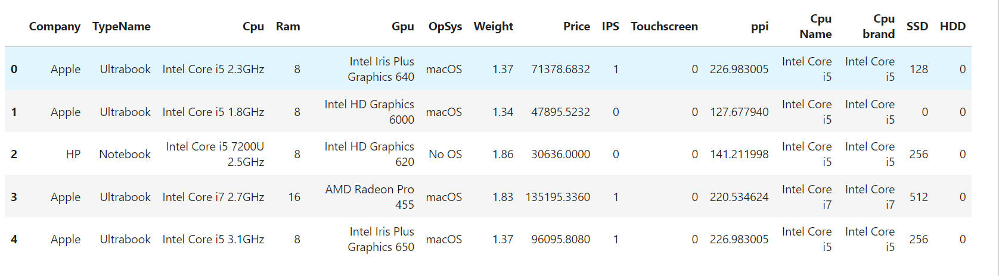 Company TypeName Cpu Ram Gpu OpSys Weight Price IPS Touchscreen ppi Cpu Name Cpu brand SSD HDD
0 Apple Ultrabook Intel Core i5 2.3GHz 8 Intel Iris Plus Graphics 640 macOS 1.37 71378.6832 1 0 226.983005 Intel Core i5 Intel Core i5 128 0
1 Apple Ultrabook Intel Core i5 1.8GHz 8 Intel HD Graphics 6000 macOS 1.34 47895.5232 0 0 127.677940 Intel Core i5 Intel Core i5 0 0
2 HP Notebook Intel Core i5 7200U 2.5GHz 8 Intel HD Graphics 620 No OS 1.86 30636.0000 0 0 141.211998 Intel Core i5 Intel Core i5 256 0
3 Apple Ultrabook Intel Core i7 2.7GHz 16 AMD Radeon Pro 455 macOS 1.83 135195.3360 1 0 220.534624 Intel Core i7 Intel Core i7 512 0
4 Apple Ultrabook Intel Core i5 3.1GHz 8 Intel Iris Plus Graphics 650 macOS 1.37 96095.8080 1 0 226.983005 Intel Core i5 Intel Core i5 256 0